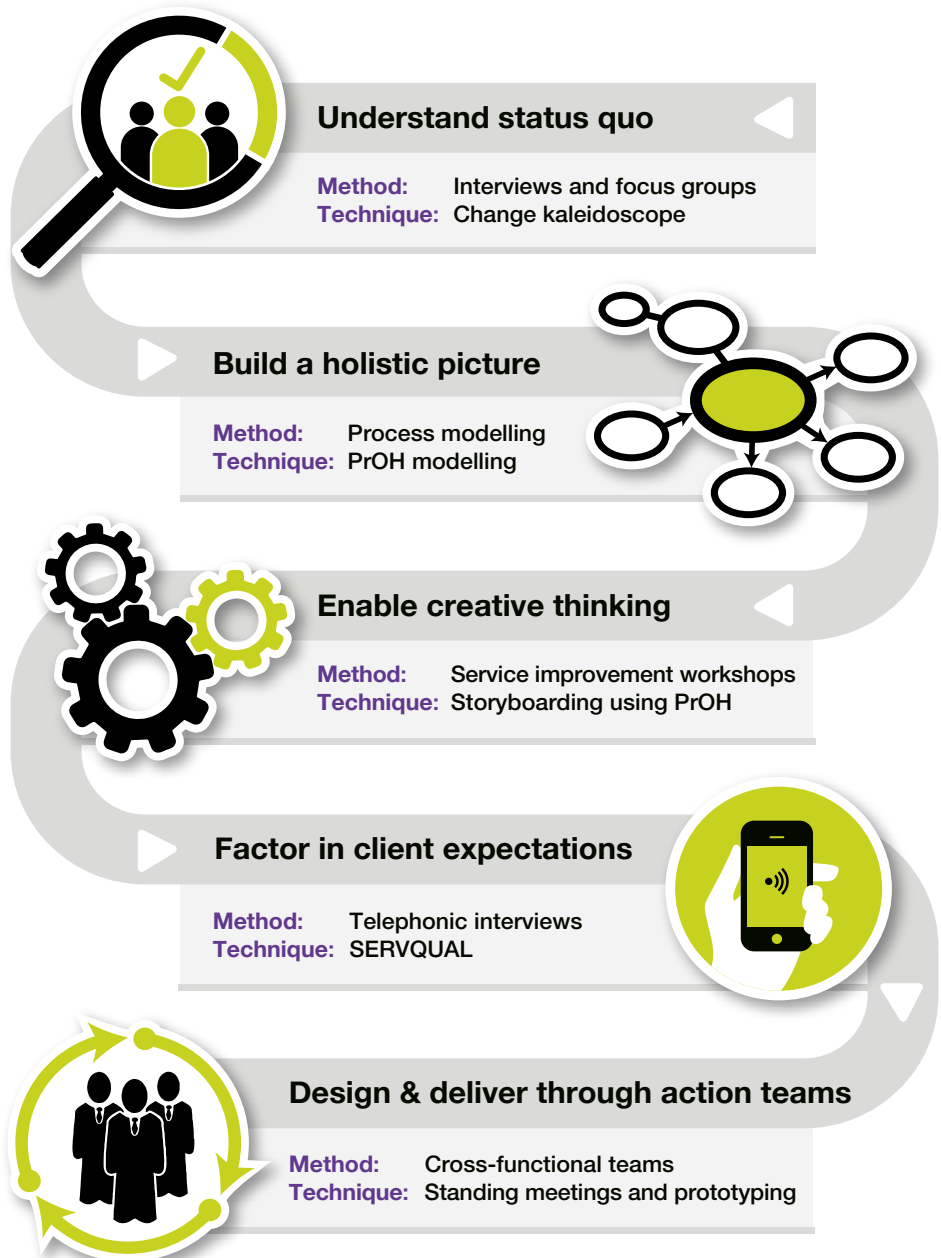 Understand status quo
Method: Interviews and focus groups
Technique: Change kaleidoscope
Build a holistic picture
Method: Process modelling
Technique: PrOH modelling
Enable creative thinking
Method: Service improvement workshops
Technique: Storyboarding using PrOH
Factor in client expectations
Method: Telephonic interviews
Technique: SERVQUAL
Design & deliver through action teams
Method: Cross-functional teams
Technique: Standing meetings and prototyping